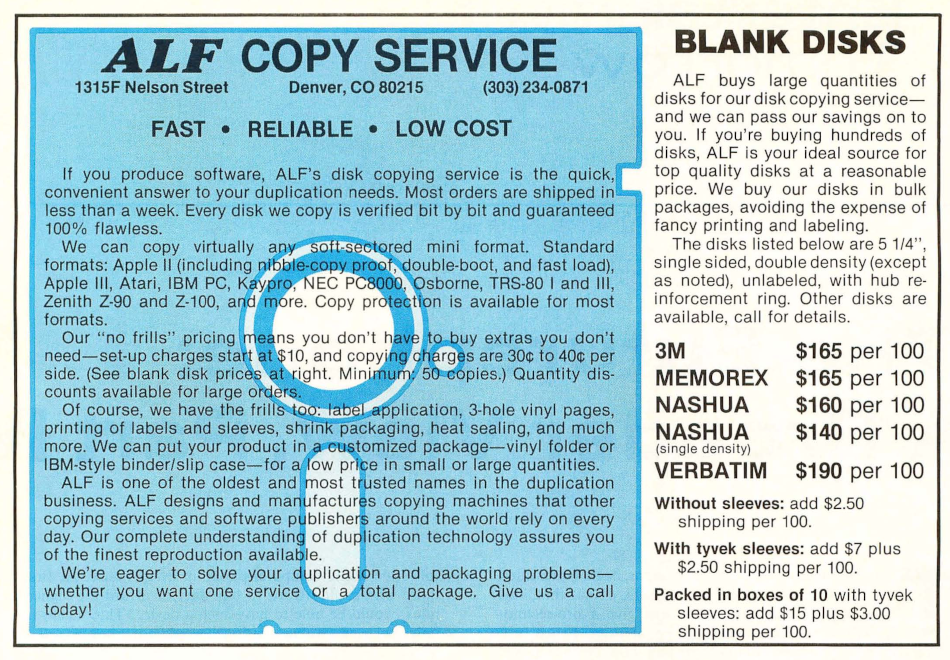 ALF COPY SERVICE
1315F Nelson Street Denver, CO 80215 (303) 234-0871
FAST • RELIABLE • LOW COST
If you produce software, ALF's disk copying service is the quick,
convenient answer to your duplication needs. Most orders are shipped in
less than a week. Every disk we copy is verified bit by bit and guaranteed
100% flawless.
We can copy virtually any soft-sectored mini format. Standard
formats: Apple II (including nibble-copy proof, double-boot, and fast load),
Apple III, Atari, IBM PC, Kaypro, NEC PC8000, Osborne, TRS-80 I and III,
Zenith Z-90 and Z-100, and more. Copy protection is available for most
formats.
Our "no frills" pricing means you don't have to buy extras you don't
need—set-up charges start at $10, and copying charges are 30¢ to 40¢ per
side. (See blank disk prices at right. Minimum: 50 copies.) Quantity dis-
counts available for large orders.
Of course, we have the frills too: label application, 3-hole vinyl pages,
printing of labels and sleeves, shrink packaging, heat sealing, and much
more. We can put your product in a customized package—vinyl folder or
IBM-style binder/slip case—for a low price in small or large quantities.
ALF is one of the oldest and most trusted names in the duplication
business. ALF designs and manufactures copying machines that other
copying services and software publishers around the world rely on every
day. Our complete understanding of duplication technology assures you
of the finest reproduction available.
We're eager to solve your duplication and packaging problems—
whether you want one service or a total package. Give us a call
today!
BLANK DISKS
ALF buys large quantities of
disks for our disk copying service—
and we can pass our savings on to
you. If you're buying hundreds of
disks, ALF is your ideal source for
top quality disks at a reasonable
price. We buy our disks in bulk
packages, avoiding the expense of
fancy printing and labeling.
The disks listed below are 5 1/4",
single sided, double density (except
as noted), unlabeled, with hub re-
inforcement ring. Other disks are
available, call for details.
3M $165 per 100
MEMOREX $165 per 100
NASHUA $160 per 100
NASHUA $140 per 100
(single density)
VERBATIM $190 per 100
Without sleeves: add $2.50
shipping per 100.
With tyvek sleeves: add $7 plus
$2.50 shipping per 100.
Packed in boxes of 10 with tyvek
sleeves: add $15 plus $3.00
shipping per 100.